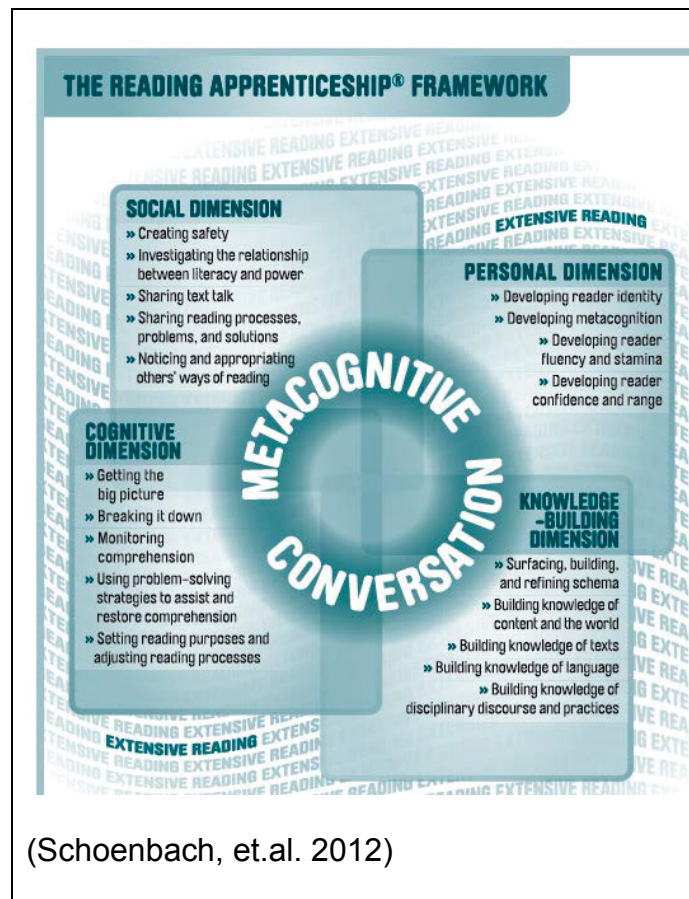 THE READING APPRENTICESHIP® FRAMEWORK
SOCIAL DIMENSION
» Creating safety
» Investigating the relationship
between literacy and power
» Sharing text talk
» Sharing reading processes,
problems, and solutions
» Noticing and appropriating
others' ways of reading
EXTENSIVE READING
PERSONAL DIMENSION
» Developing reader identity
» Developing metacognition
» Developing reader
fluency and stamina
» Developing reader
confidence and range
METACOGNITIVE
CONVERSATION
COGNITIVE
DIMENSION
» Getting the
big picture
» Breaking it down
» Monitoring
comprehension
» Using problem-solving
strategies to assist and
restore comprehension
» Setting reading purposes and
adjusting reading processes
KNOWLEDGE
-BUILDING
DIMENSION
» Surfacing, building,
and refining schema
» Building knowledge of
content and the world
» Building knowledge of texts
» Building knowledge of language
» Building knowledge of
disciplinary discourse and practices
EXTENSIVE READING
(Schoenbach, et.al. 2012)